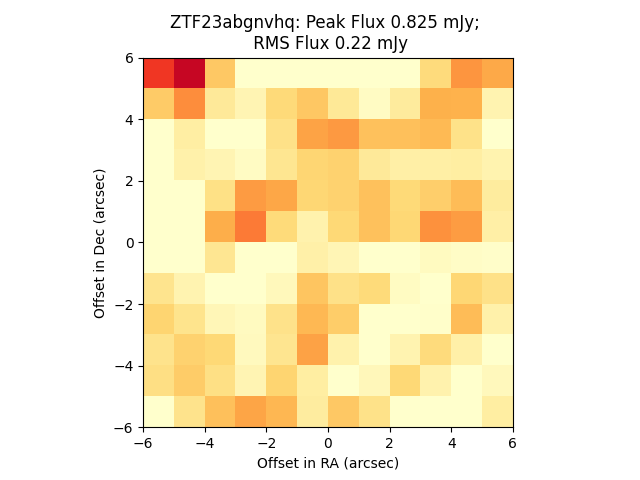 ZTF23abgnvhq: Peak Flux 0.825 mJy;
RMS Flux 0.22 mJy
6
4
2
0
−2
−4
−6
Offset in Dec (arcsec)
−6 −4 −2 0 2 4 6
Offset in RA (arcsec)